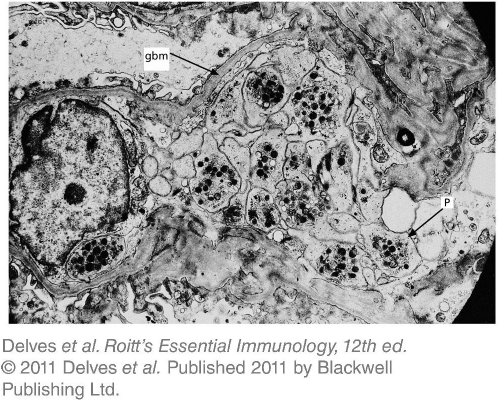 gbm
P
Delves et al. Roitt's Essential Immunology, 12th ed.
© 2011 Delves et al. Published 2011 by Blackwell
Publishing Ltd.